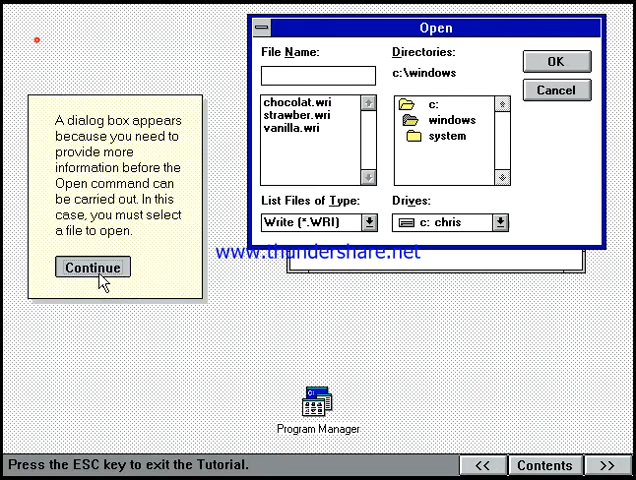 Open
File Name:
Directories:
OK
c:\windows
Cancel
chocolat.wri
strawber.wri
vanilla.wri
c:
windows
system
A dialog box appears
because you need to
provide more
information before the
Open command can
be carried out. In this
case, you must select
a file to open.
List Files of Type:
Drives:
Write (*.WRI)
c: chris
www.thundershare.net
Continue
Program Manager
Press the ESC key to exit the Tutorial.
<<
Contents
>>